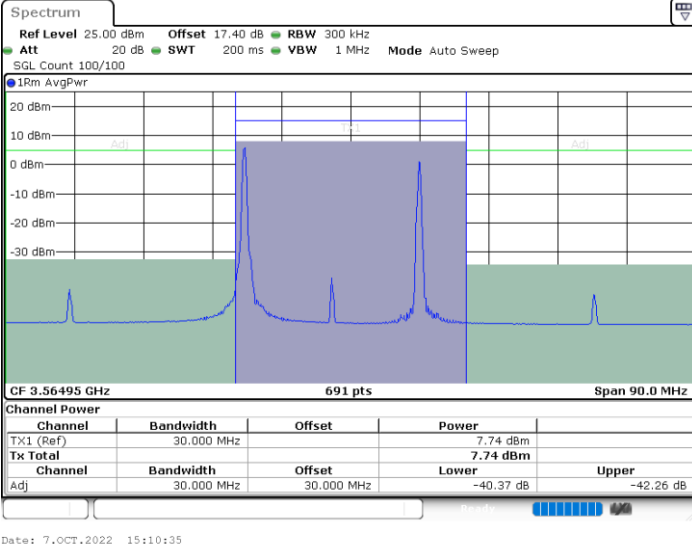 Spectrum
Ref Level 25.00 dBm Offset 17.40 dB RBW 300 kHz
Att 20 dB SWT 200 ms VBW 1 MHz Mode Auto Sweep
SGL Count 100/100
1Rm AvgPwr
20 dBm
TX1
10 dBm
Adj Adj
0 dBm
-10 dBm
-20 dBm
-30 dBm
CF 3.56495 GHz 691 pts Span 90.0 MHz
Channel Power
Channel Bandwidth Offset Power
TX1 (Ref) 30.000 MHz 7.74 dBm
Tx Total 7.74 dBm
Channel Bandwidth Offset Lower Upper
Adj 30.000 MHz 30.000 MHz -40.37 dB -42.26 dB
Ready
Date: 7.OCT.2022 15:10:35